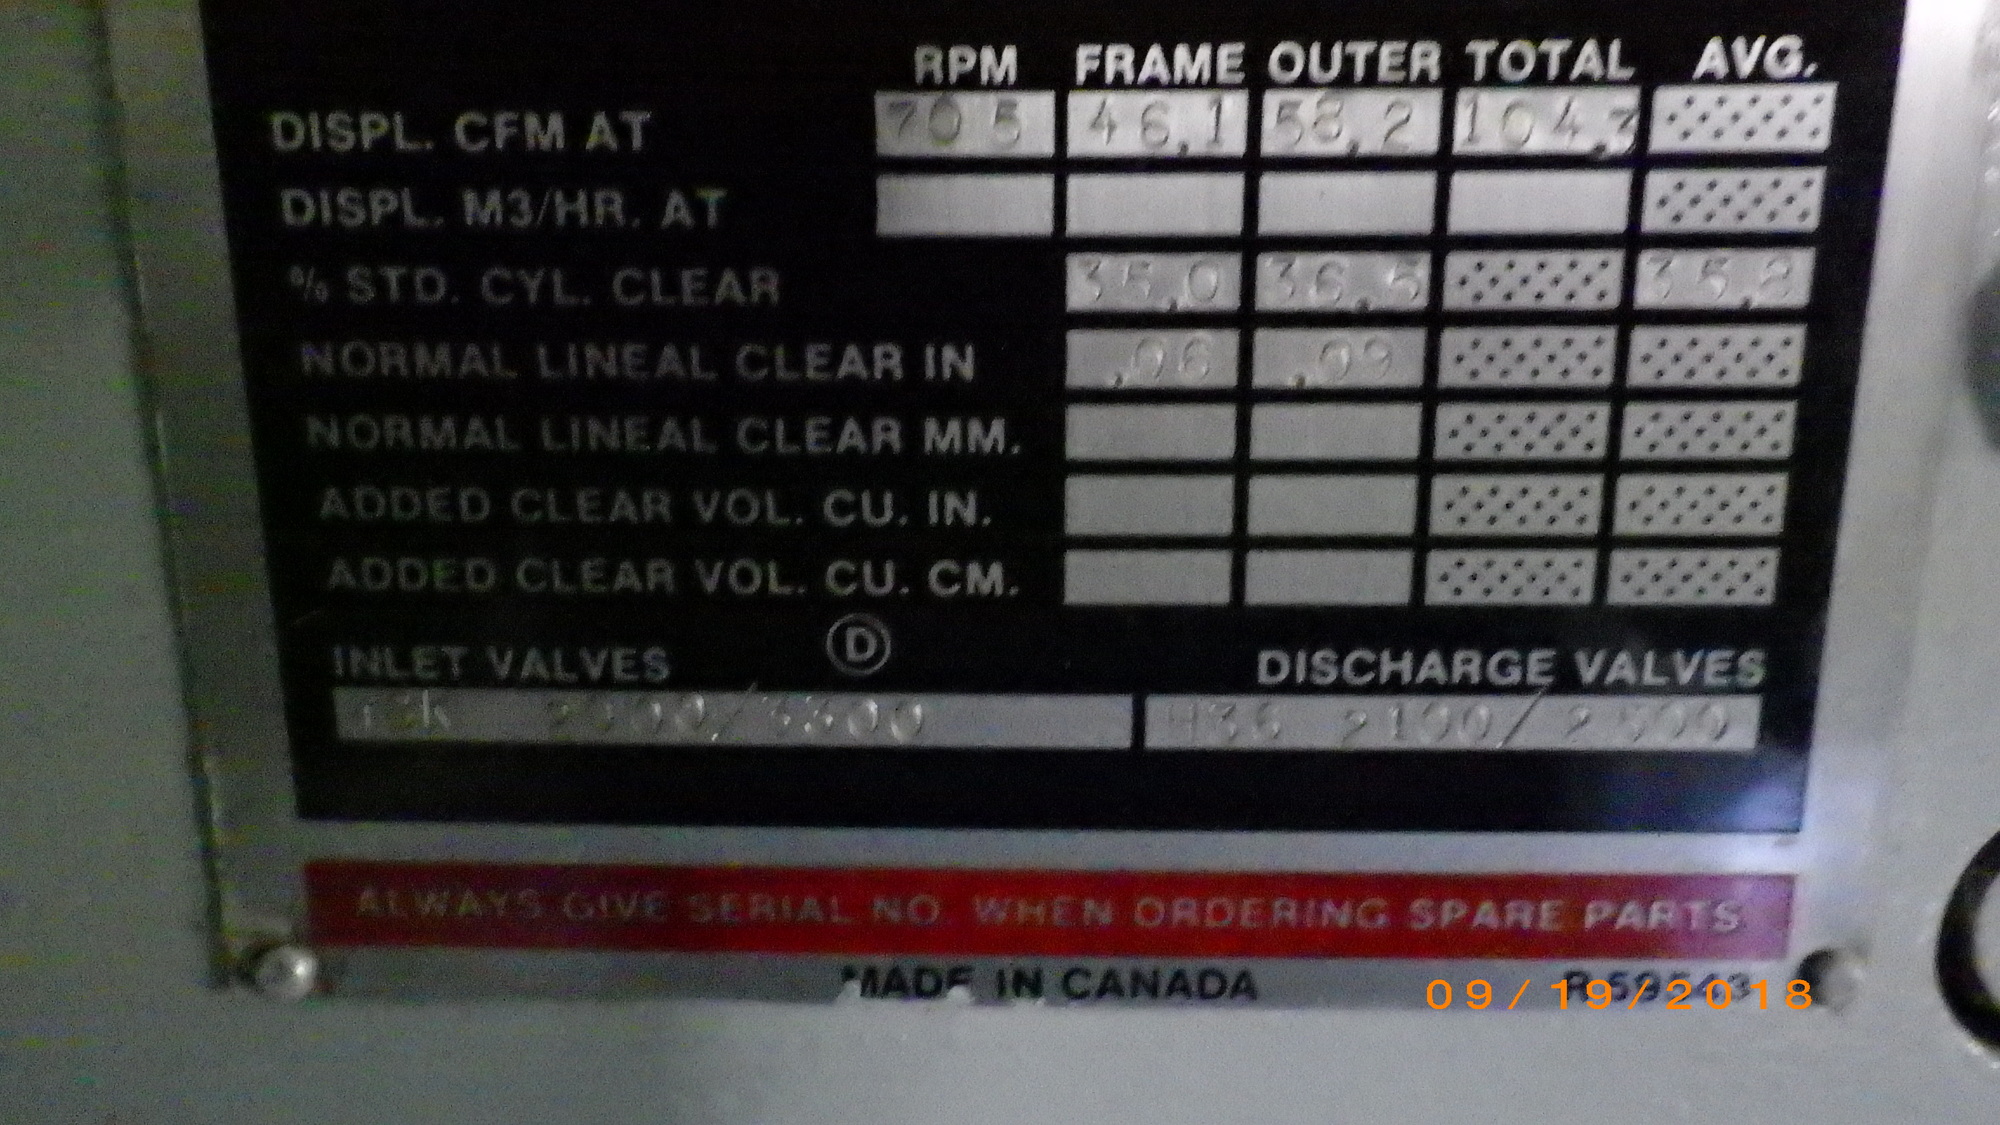 RPM FRAME OUTER TOTAL AVG.
DISPL. CFM AT 705 46.1 58.2 104.3
DISPL. M3/HR. AT
% STD. CYL. CLEAR 35.0 36.5 35.8
NORMAL LINEAL CLEAR IN .06 .09
NORMAL LINEAL CLEAR MM.
ADDED CLEAR VOL. CU. IN.
ADDED CLEAR VOL. CU. CM.
D
INLET VALVES DISCHARGE VALVES
2100/2500
ALWAYS GIVE SERIAL NO. WHEN ORDERING SPARE PARTS
MADE IN CANADA
09/19/2018